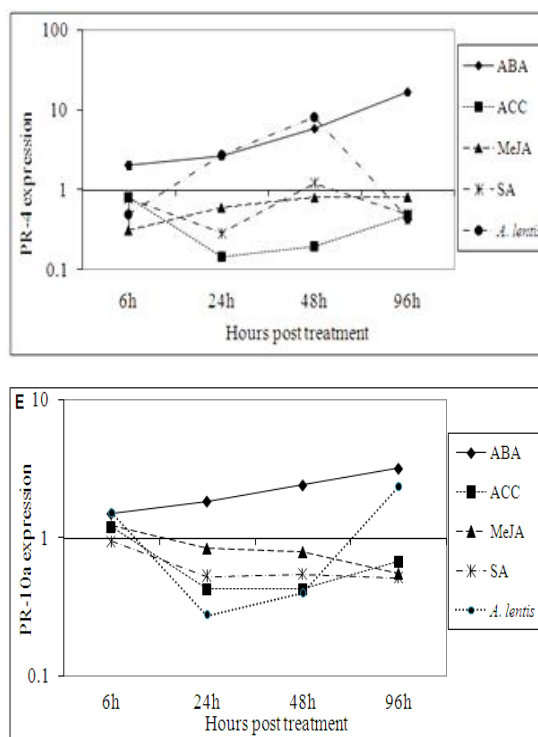 100
10
1
0.1
PR-4 expression
6h 24h 48h 96h
Hours post treatment
ABA
ACC
MeJA
SA
A. lentis
E
10
1
0.1
PR-10a expression
6h 24h 48h 96h
Hours post treatment
ABA
ACC
MeJA
SA
A. lentis